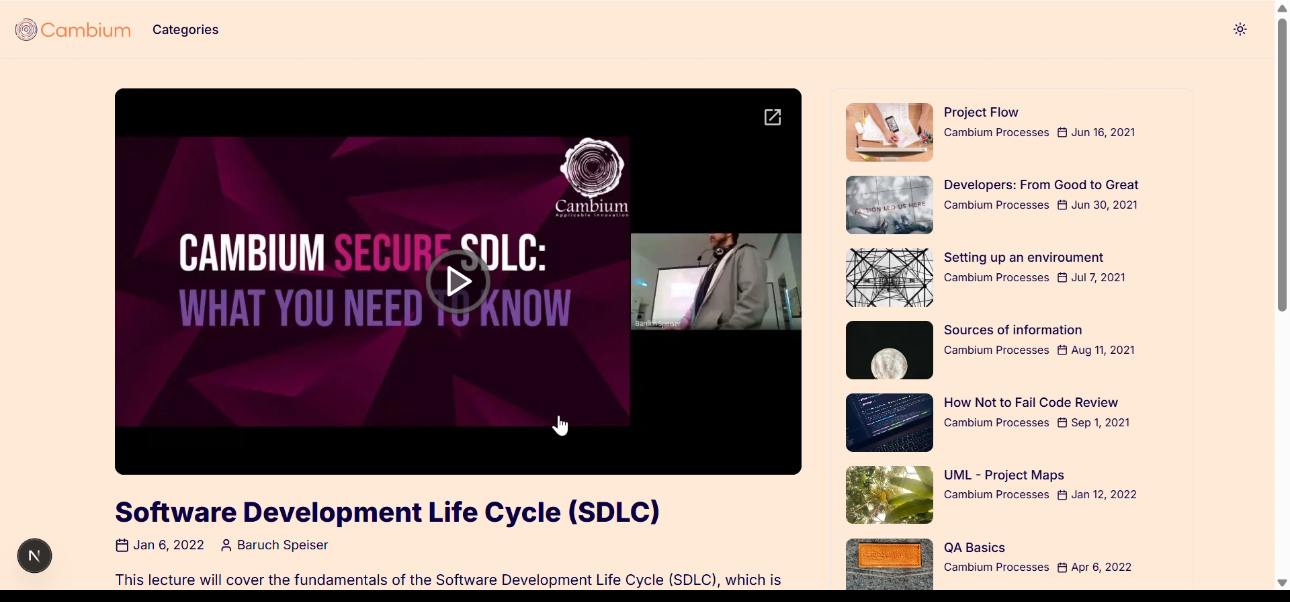 Cambium
Categories
Cambium
Applicable Innovation
CAMBIUM SECURE SDLC:
WHAT YOU NEED TO KNOW
Baruch Speiser
Software Development Life Cycle (SDLC)
Jan 6, 2022 Baruch Speiser
This lecture will cover the fundamentals of the Software Development Life Cycle (SDLC), which is
N
Project Flow
Cambium Processes Jun 16, 2021
PASSION LED US HERE
Developers: From Good to Great
Cambium Processes Jun 30, 2021
Setting up an enviroument
Cambium Processes Jul 7, 2021
Sources of information
Cambium Processes Aug 11, 2021
How Not to Fail Code Review
Cambium Processes Sep 1, 2021
UML - Project Maps
Cambium Processes Jan 12, 2022
QA Basics
Cambium Processes Apr 6, 2022